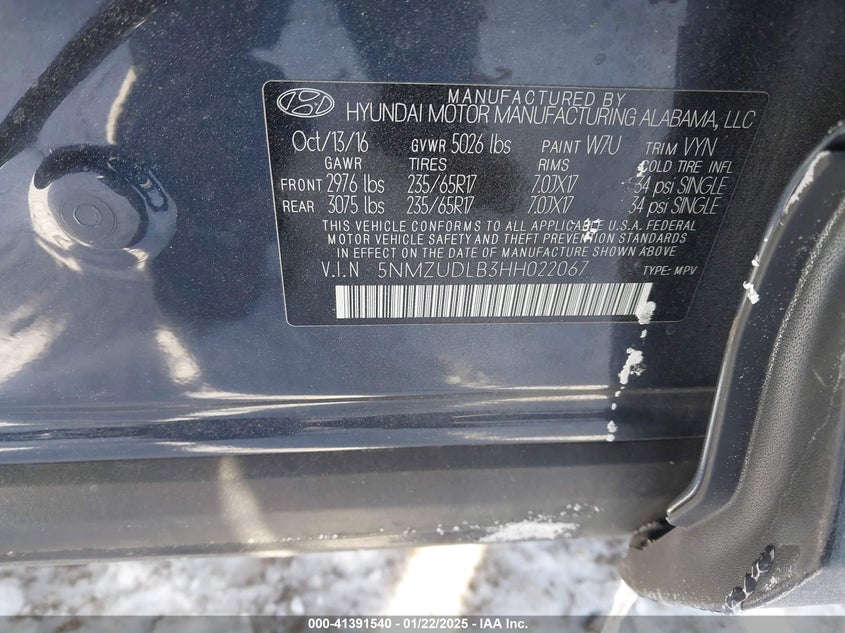 MANUFACTURED BY
HYUNDAI MOTOR MANUFACTURING ALABAMA, LLC
Oct/13/16 GVWR 5026 lbs PAINT W7U TRIM VYN
GAWR TIRES RIMS COLD TIRE INFL
FRONT 2976 lbs 235/65R17 7.0JX17 34 psi SINGLE
REAR 3075 lbs 235/65R17 7.0JX17 34 psi SINGLE
THIS VEHICLE CONFORMS TO ALL APPLICABLE U.S.A. FEDERAL
MOTOR VEHICLE SAFETY AND THEFT PREVENTION STANDARDS
IN EFFECT ON THE DATE OF MANUFACTURE SHOWN ABOVE
V.I.N 5NMZUDLB3HH022067 TYPE: MPV
000-41391540 - 01/22/2025 - IAA Inc.